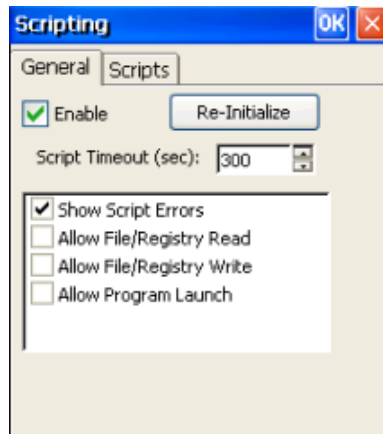 Scripting OK
General Scripts
Enable Re-Initialize
Script Timeout (sec): 300
Show Script Errors
Allow File/Registry Read
Allow File/Registry Write
Allow Program Launch